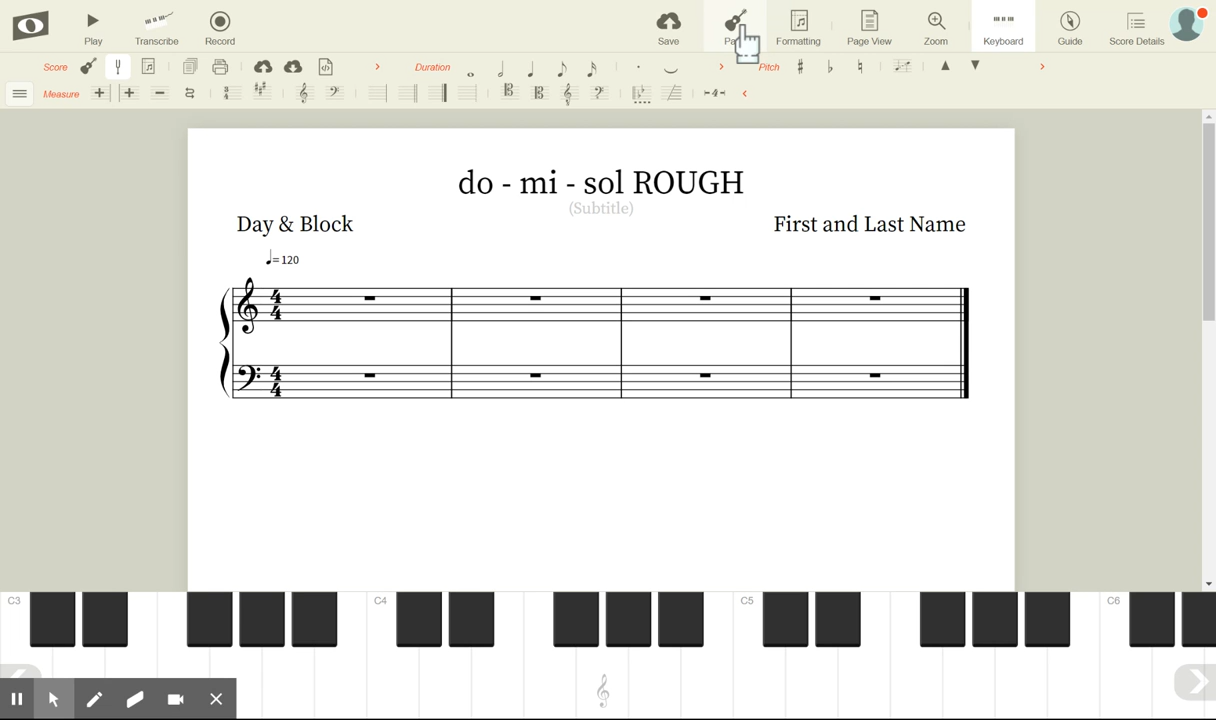 Play Transcribe Record Save Formatting Page View Zoom Keyboard Guide Score Details
Score Duration Pitch
Measure
do - mi - sol ROUGH
(Subtitle)
Day & Block First and Last Name
=120
4 4
4 4
C3 C4 C5 C6